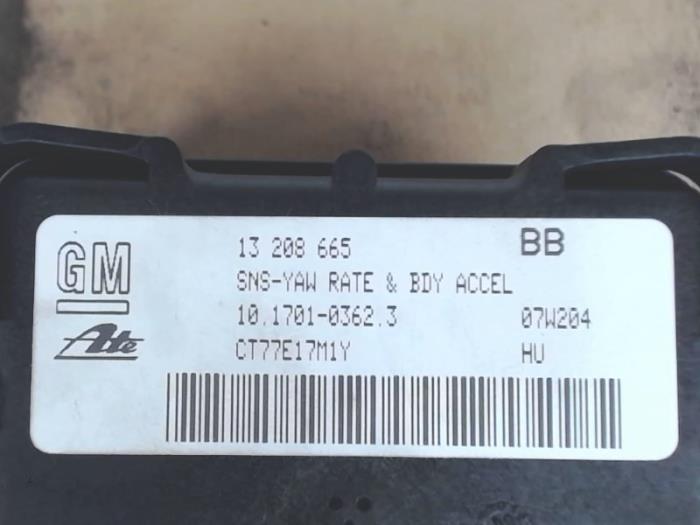 GM
Ate
13 208 665 BB
SNS-YAW RATE & BDY ACCEL
10.1701-0362.3 07W204
CT77E17M1Y HU